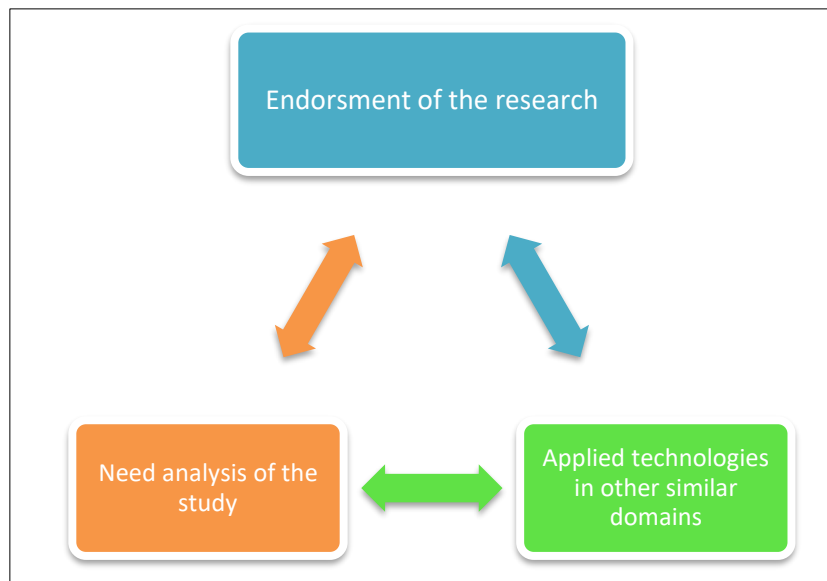 Endorsment of the research
Need analysis of the
study
Applied technologies
in other similar
domains